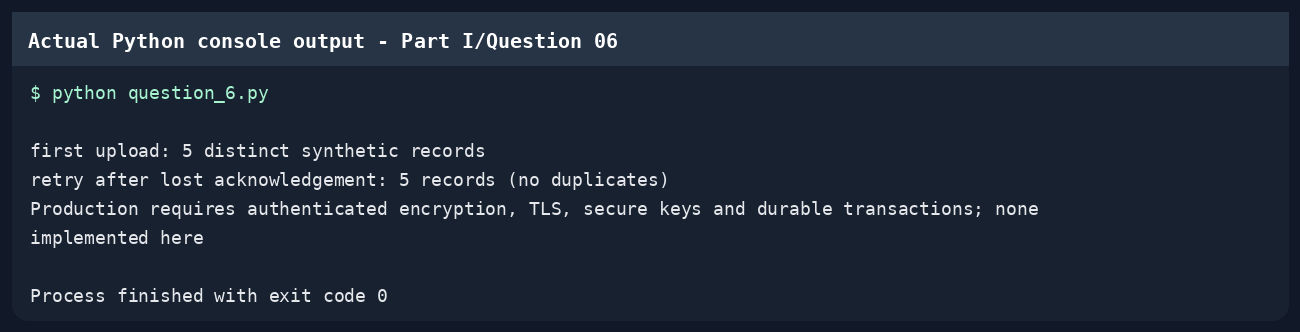 Actual Python console output - Part I/Question 06
$ python question_6.py
first upload: 5 distinct synthetic records
retry after lost acknowledgement: 5 records (no duplicates)
Production requires authenticated encryption, TLS, secure keys and durable transactions; none
implemented here
Process finished with exit code 0